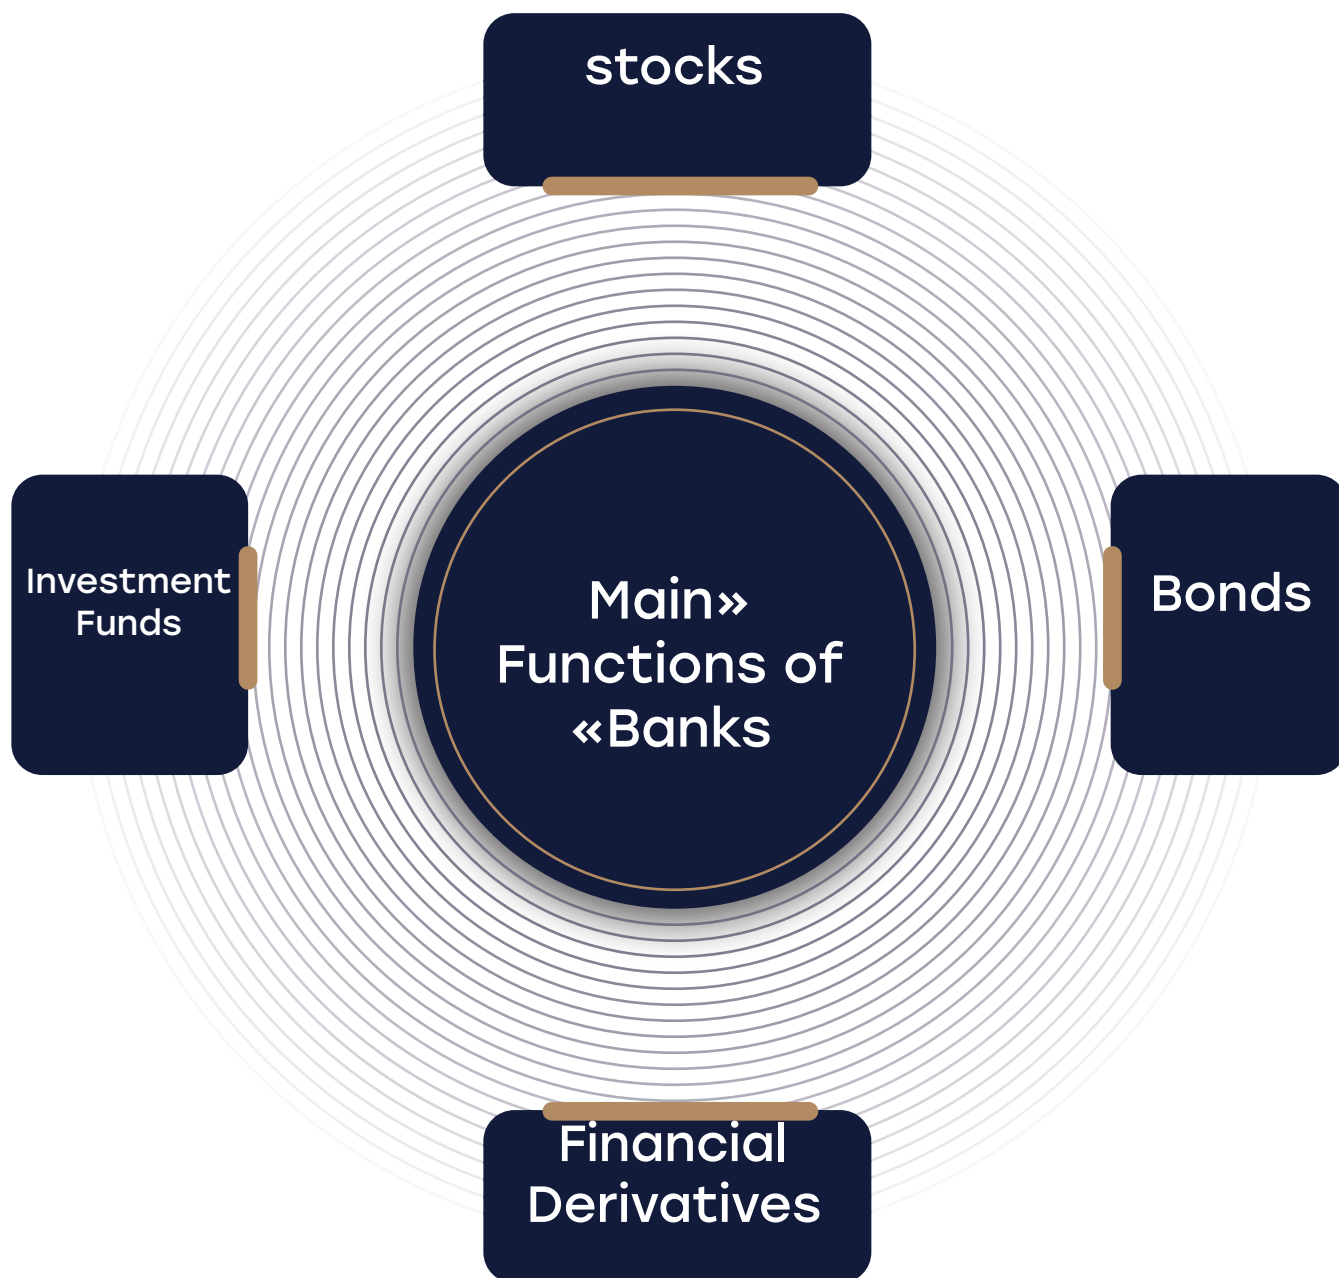 stocks
Investment
Funds
Main»
Functions of
«Banks
Bonds
Financial
Derivatives